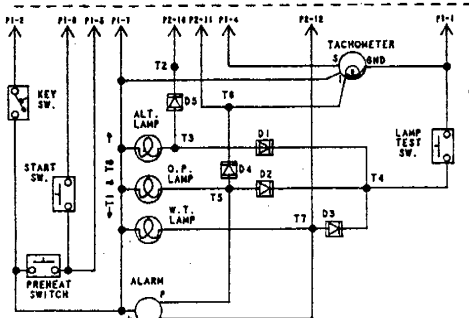 P1-2 P1-8 P1-5 P1-7 P2-10 P2-11 P1-4 P2-12 P1-1
TACHOMETER
S GND
I
KEY
SW.
T2
T6
D5
ALT.
LAMP
T3
D1
LAMP
TEST
SW.
START
SW.
←T1 & T8→
O.P.
LAMP
D4
T5
D2
T4
W.T.
LAMP
T7
D3
PREHEAT
SWITCH
ALARM
P